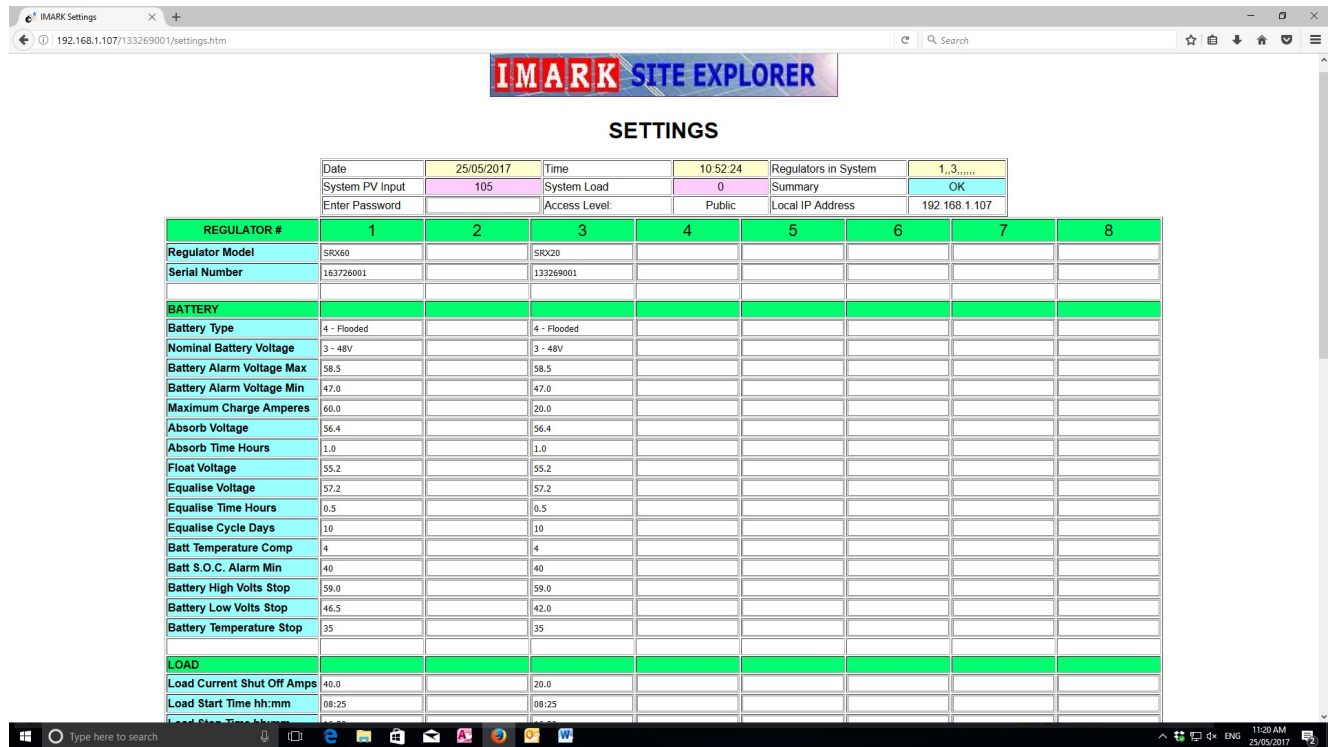 IMARK Settings
192.168.1.107/133269001/settings.htm Search
IMARK SITE EXPLORER
SETTINGS
Date 25/05/2017 Time 10:52:24 Regulators in System 1,,3,,,,,,
System PV Input 105 System Load 0 Summary OK
Enter Password Access Level: Public Local IP Address 192.168.1.107
REGULATOR # 1 2 3 4 5 6 7 8
Regulator Model SRX60 SRX20
Serial Number 163726001 133269001
BATTERY
Battery Type 4 - Flooded 4 - Flooded
Nominal Battery Voltage 3 - 48V 3 - 48V
Battery Alarm Voltage Max 58.5 58.5
Battery Alarm Voltage Min 47.0 47.0
Maximum Charge Amperes 60.0 20.0
Absorb Voltage 56.4 56.4
Absorb Time Hours 1.0 1.0
Float Voltage 55.2 55.2
Equalise Voltage 57.2 57.2
Equalise Time Hours 0.5 0.5
Equalise Cycle Days 10 10
Batt Temperature Comp 4 4
Batt S.O.C. Alarm Min 40 40
Battery High Volts Stop 59.0 59.0
Battery Low Volts Stop 46.5 42.0
Battery Temperature Stop 35 35
LOAD
Load Current Shut Off Amps 40.0 20.0
Load Start Time hh:mm 08:25 08:25
Load Stop Time hh:mm
Type here to search ENG 11:20 AM
25/05/2017